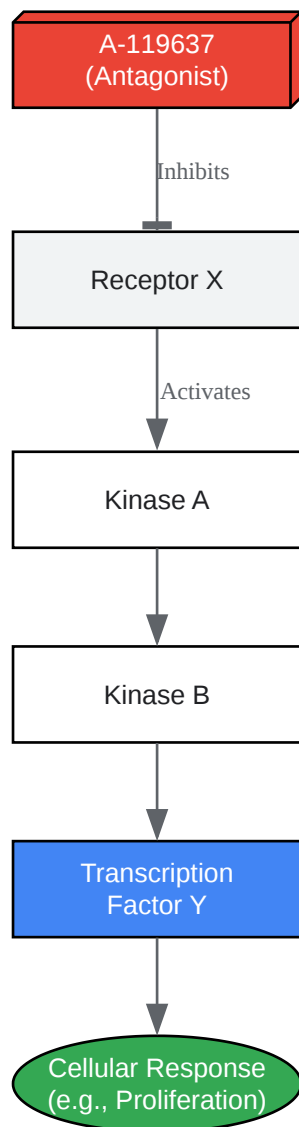 A-119637
(Antagonist)
Inhibits
Receptor X
Activates
Kinase A
Kinase B
Transcription
Factor Y
Cellular Response
(e.g., Proliferation)